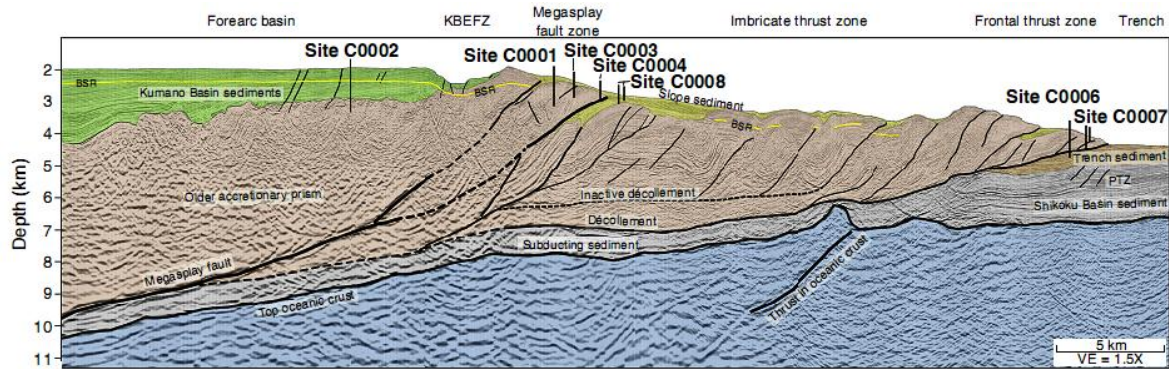 Forearc basin
KBEFZ
Megasplay
fault zone
Imbricate thrust zone
Frontal thrust zone
Trench
Site C0002
Site C0001
Site C0003
Site C0004
Site C0008
Site C0006
Site C0007
BSR
Kumano Basin sediments
BSR
Slope sediment
BSR
Trench sediment
PTZ
Shikoku Basin sediment
Older accretionary prism
Inactive décollement
Décollement
Subducting sediment
Megasplay fault
Top oceanic crust
Thrust in oceanic crust
Depth (km)
2
3
4
5
6
7
8
9
10
11
5 km
VE = 1.5X